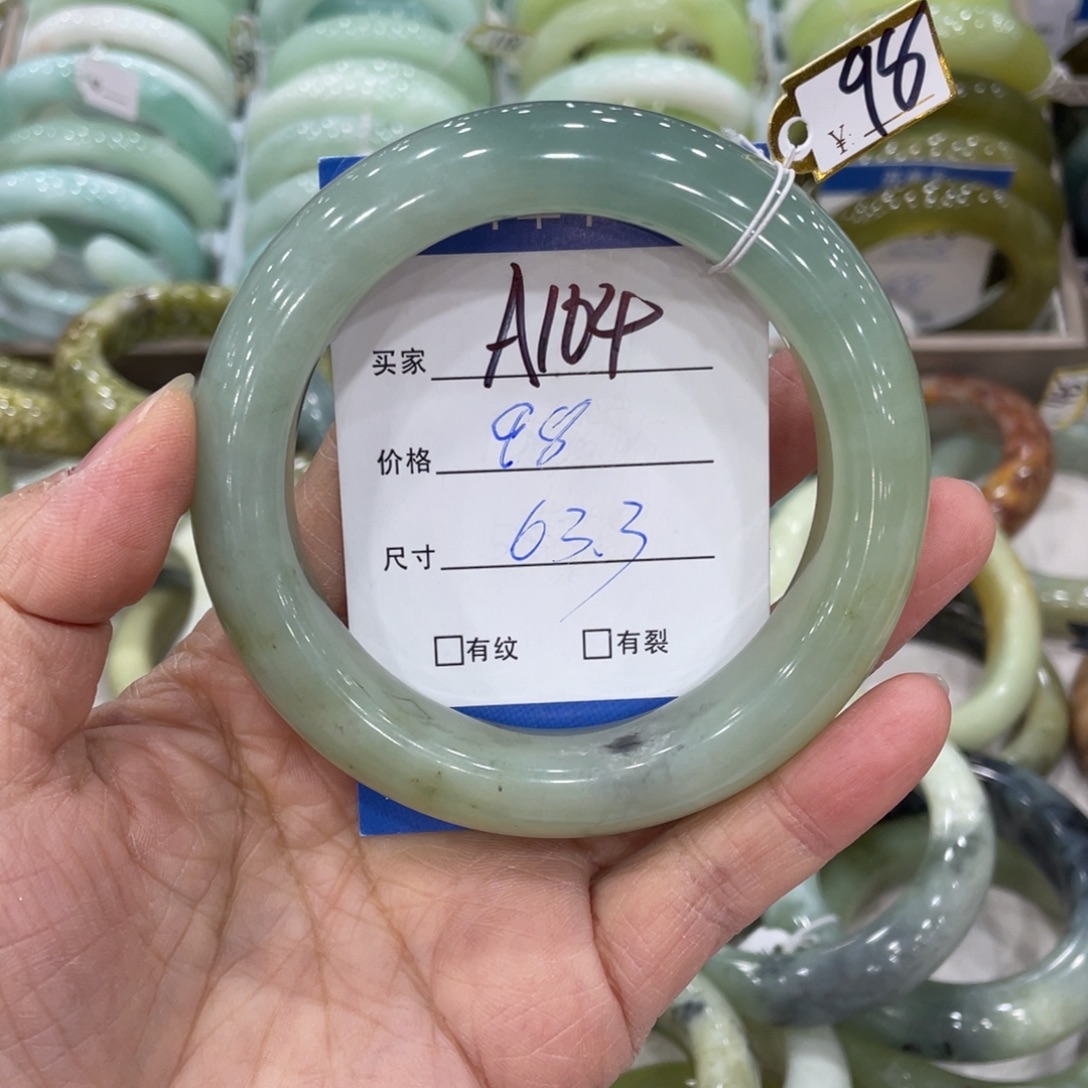 ¥98
买家 A104
价格 98
尺寸 63.3
□有纹 □有裂